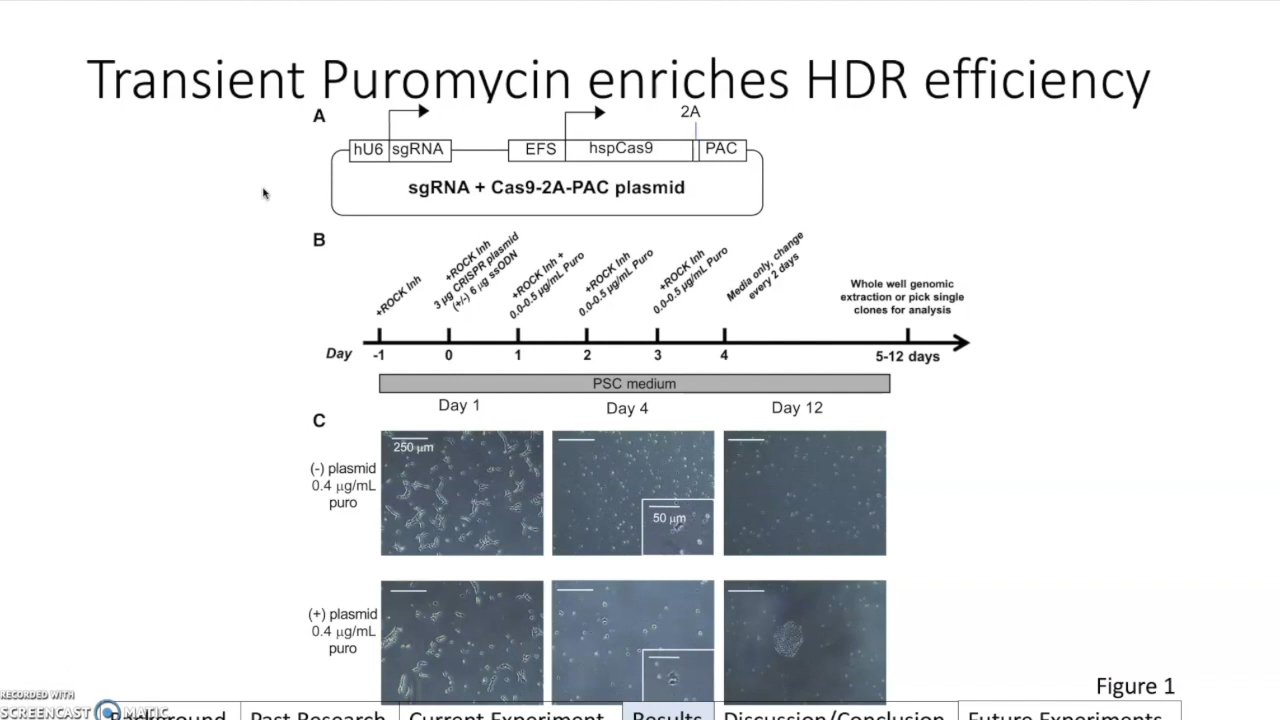 Transient Puromycin enriches HDR efficiency
A
2A
hU6 sgRNA EFS hspCas9 PAC
sgRNA + Cas9-2A-PAC plasmid
B
+ROCK Inh
+ROCK Inh
3 µg CRISPR plasmid
(+/-) 6 µg ssODN
+ROCK Inh +
0.0-0.5 µg/mL Puro
+ROCK Inh
0.0-0.5 µg/mL Puro
+ROCK Inh
0.0-0.5 µg/mL Puro
Media only, change
every 2 days
Whole well genomic
extraction or pick single
clones for analysis
Day -1 0 1 2 3 4 5-12 days
PSC medium
C
Day 1 Day 4 Day 12
250 µm
(-) plasmid
0.4 µg/mL
puro
50 µm
(+) plasmid
0.4 µg/mL
puro
Figure 1
RECORDED WITH
SCREENCAST MATIC
Background Past Research Current Experiment Results Discussion/Conclusion Future Experiments